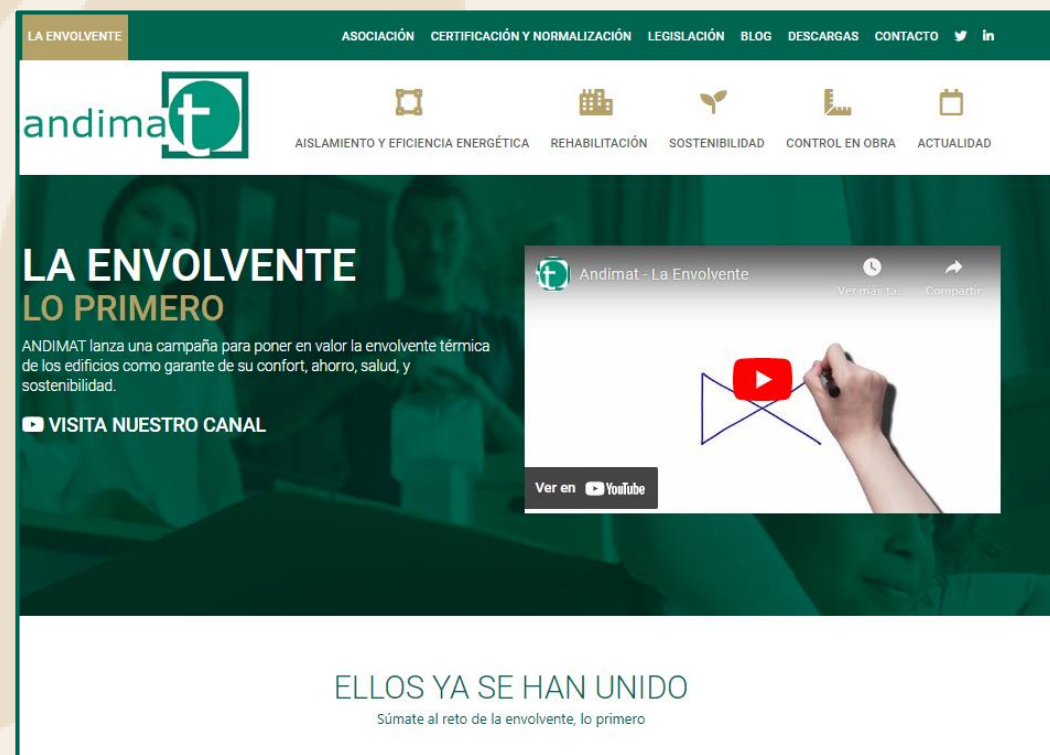 LA ENVOLVENTE
ASOCIACIÓN CERTIFICACIÓN Y NORMALIZACIÓN LEGISLACIÓN BLOG DESCARGAS CONTACTO
andimat
AISLAMIENTO Y EFICIENCIA ENERGÉTICA REHABILITACIÓN SOSTENIBILIDAD CONTROL EN OBRA ACTUALIDAD
LA ENVOLVENTE
LO PRIMERO
ANDIMAT lanza una campaña para poner en valor la envolvente térmica
de los edificios como garante de su confort, ahorro, salud, y
sostenibilidad.
VISITA NUESTRO CANAL
Andimat - La Envolvente
Ver más ta...
Compartir
Ver en YouTube
ELLOS YA SE HAN UNIDO
Súmate al reto de la envolvente, lo primero